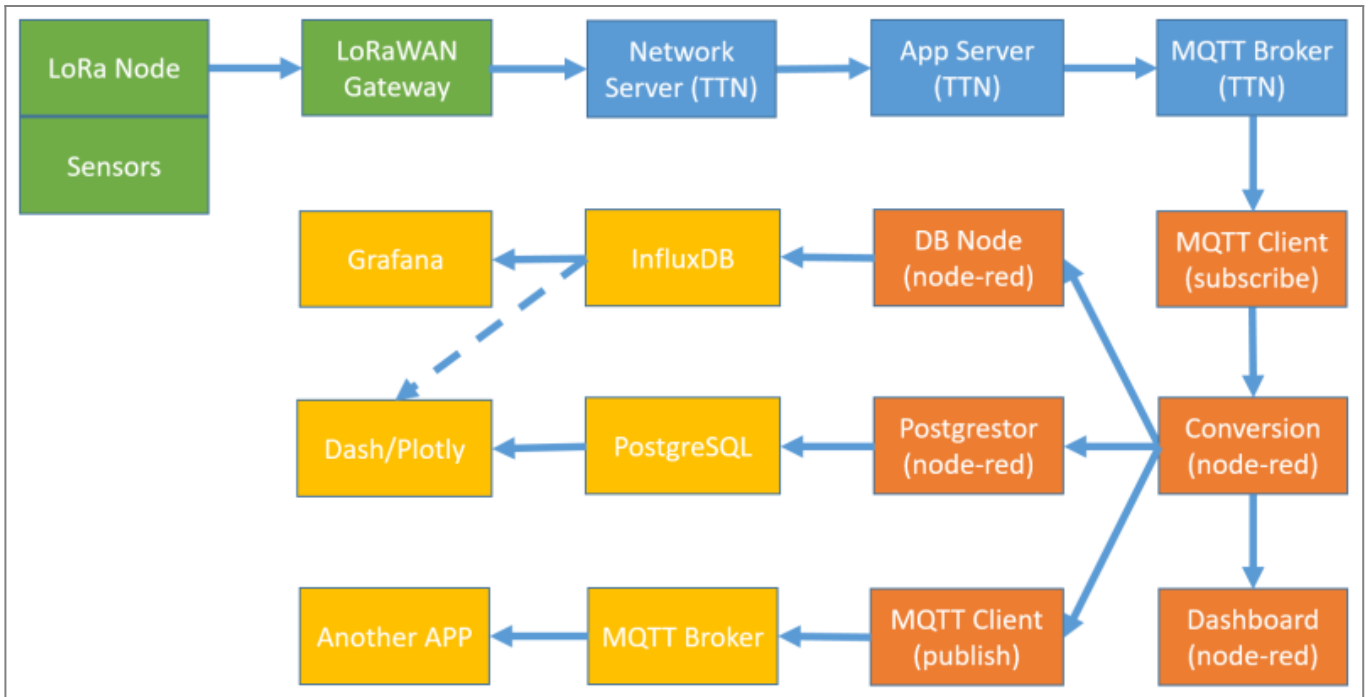 LoRa Node
LoRaWAN
Gateway
Network
Server (TTN)
App Server
(TTN)
MQTT Broker
(TTN)
Sensors
Grafana
InfluxDB
DB Node
(node-red)
MQTT Client
(subscribe)
Dash/Plotly
PostgreSQL
Postgrestor
(node-red)
Conversion
(node-red)
Another APP
MQTT Broker
MQTT Client
(publish)
Dashboard
(node-red)